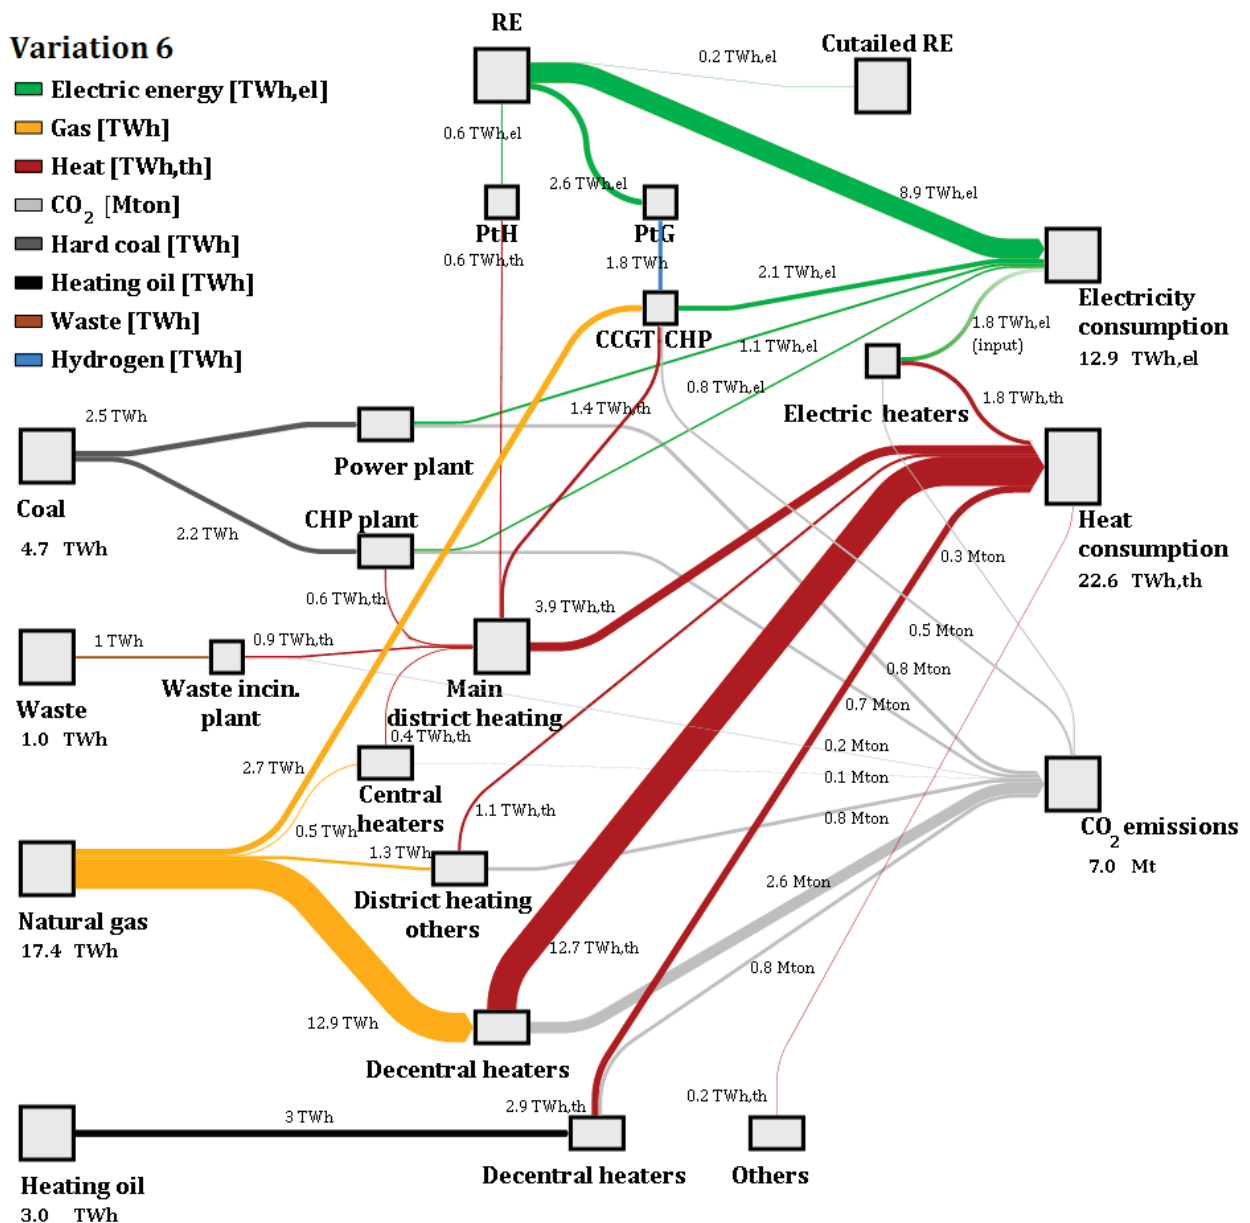 RE
Variation 6
Cutailed RE
0.2 TWh,el
Electric energy [TWh,el]
Gas [TWh]
0.6 TWh,el
Heat [TWh,th]
2.6 TWh,el
8.9 TWh,el
CO2 [Mton]
PtH
PtG
Hard coal [TWh]
0.6 TWh,th
1.8 TWh
2.1 TWh,el
Heating oil [TWh]
Electricity
consumption
12.9 TWh,el
Waste [TWh]
1.8 TWh,el
(input)
CCGT-CHP
1.1 TWh,el
Hydrogen [TWh]
0.8 TWh,el
1.8 TWh,th
1.4 TWh,th
Electric heaters
2.5 TWh
Power plant
Coal
4.7 TWh
CHP plant
2.2 TWh
Heat
consumption
22.6 TWh,th
0.3 Mton
0.6 TWh,th
3.9 TWh,th
1 TWh
0.9 TWh,th
0.5 Mton
0.8 Mton
Waste incin.
plant
Main
district heating
Waste
1.0 TWh
0.7 Mton
0.4 TWh,th
0.2 Mton
2.7 TWh
0.1 Mton
Central
heaters
1.1 TWh,th
0.8 Mton
0.5 TWh
CO2 emissions
7.0 Mt
1.3 TWh
2.6 Mton
District heating
others
Natural gas
17.4 TWh
12.7 TWh,th
0.8 Mton
12.9 TWh
Decentral heaters
2.9 TWh,th
0.2 TWh,th
3 TWh
Decentral heaters
Others
Heating oil
3.0 TWh